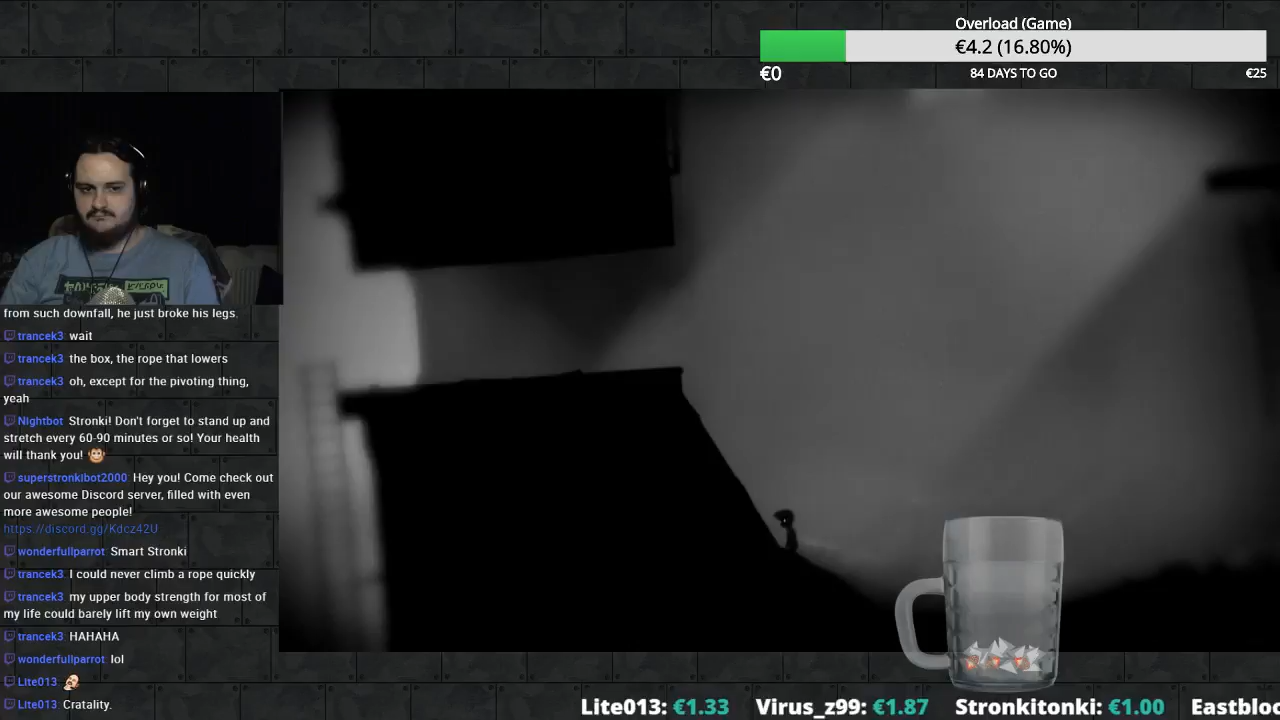 Overload (Game)
€4.2 (16.80%)
€0
84 DAYS TO GO
€25
from such downfall, he just broke his legs.
trancek3: wait
trancek3: the box, the rope that lowers
trancek3: oh, except for the pivoting thing,
yeah
Nightbot Stronki! Don't forget to stand up and
stretch every 60-90 minutes or so! Your health
will thank you!
superstronkibot2000: Hey you! Come check out
our awesome Discord server, filled with even
more awesome people!
https://discord.gg/Kdcz42U
wonderfullparrot Smart Stronki
trancek3: I could never climb a rope quickly
trancek3: my upper body strength for most of
my life could barely lift my own weight
trancek3: HAHAHA
wonderfullparrot: lol
Lite013:
Lite013: Cratality.
Lite013: €1.33 Virus_z99: €1.87 Stronkitonki: €1.00 Eastbloc